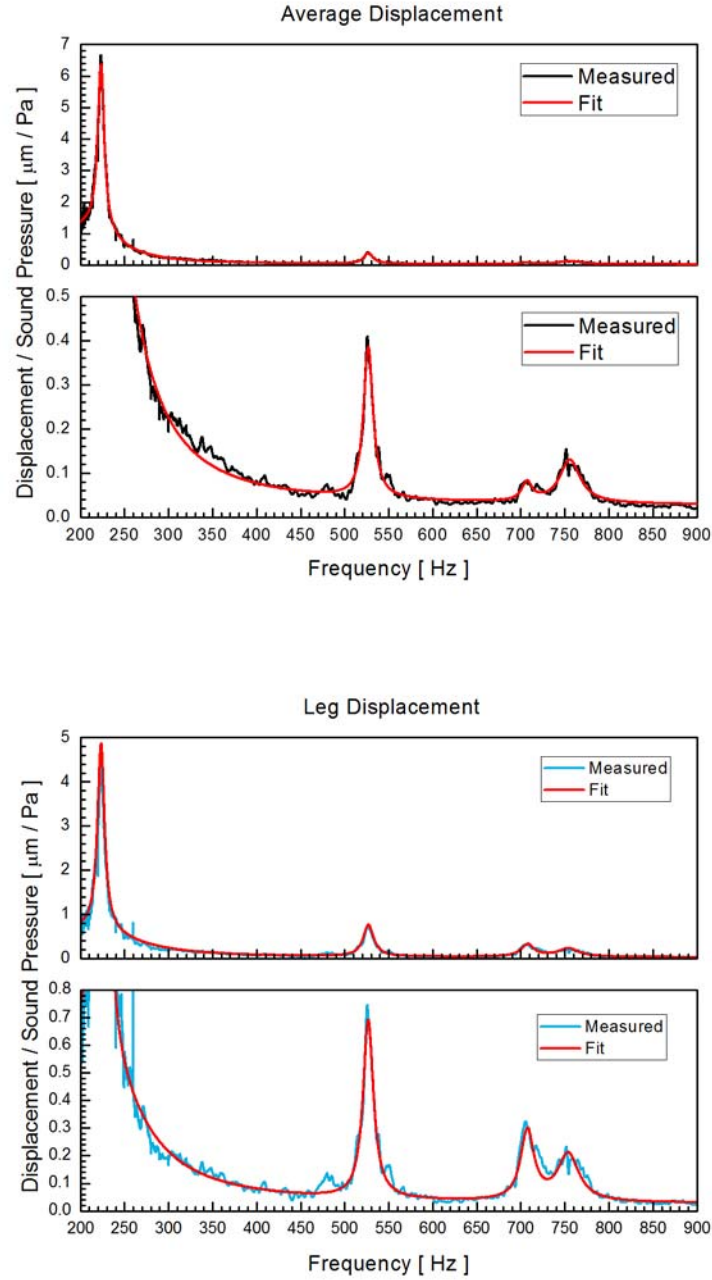 Average Displacement
Displacement / Sound Pressure [ μm / Pa ]
7
6
5
4
3
2
1
0
Measured
Fit
0.5
0.4
0.3
0.2
0.1
0.0
Measured
Fit
200 250 300 350 400 450 500 550 600 650 700 750 800 850 900
Frequency [ Hz ]
Leg Displacement
Displacement / Sound Pressure [ μm / Pa ]
5
4
3
2
1
0
Measured
Fit
0.8
0.7
0.6
0.5
0.4
0.3
0.2
0.1
0.0
Measured
Fit
200 250 300 350 400 450 500 550 600 650 700 750 800 850 900
Frequency [ Hz ]